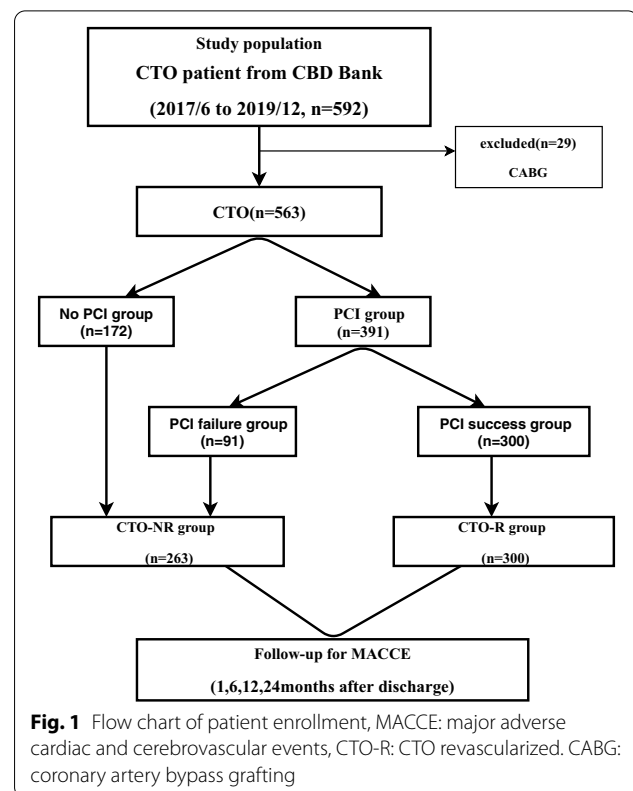 Study population
CTO patient from CBD Bank
(2017/6 to 2019/12, n=592)
excluded(n=29)
CABG
CTO(n=563)
No PCI group
(n=172)
PCI group
(n=391)
PCI failure group
(n=91)
PCI success group
(n=300)
CTO-NR group
(n=263)
CTO-R group
(n=300)
Follow-up for MACCE
(1,6,12,24months after discharge)
Fig. 1 Flow chart of patient enrollment, MACCE: major adverse
cardiac and cerebrovascular events, CTO-R: CTO revascularized. CABG:
coronary artery bypass grafting